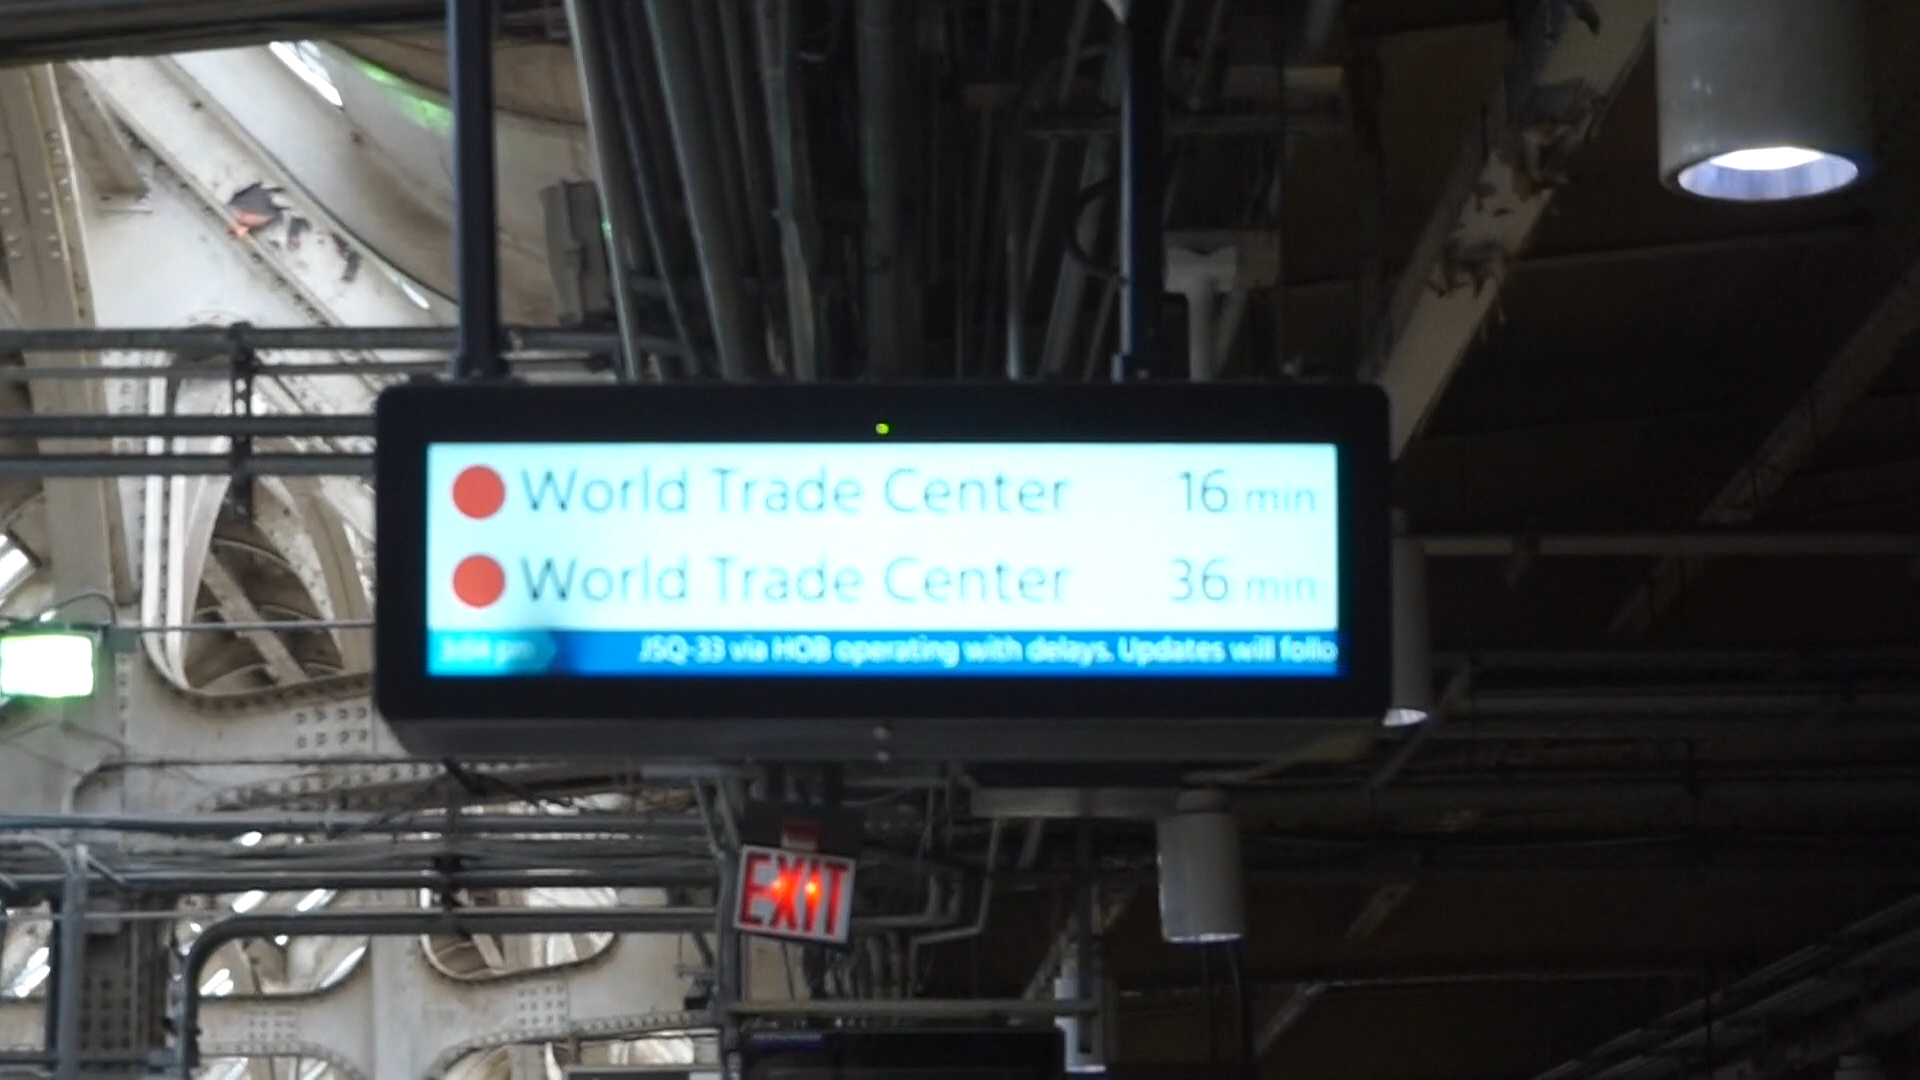 World Trade Center 16 min
World Trade Center 36 min
JSQ-33 via HOB operating with delays. Updates will follo
EXIT